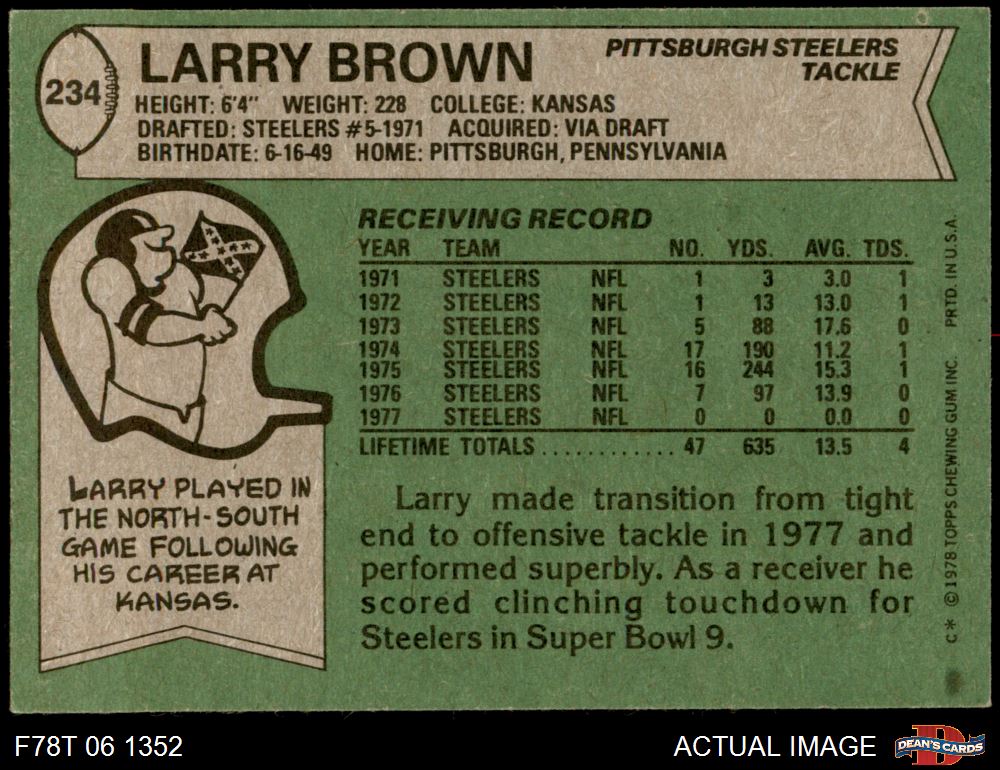 234
LARRY BROWN
PITTSBURGH STEELERS
TACKLE
HEIGHT: 6'4" WEIGHT: 228 COLLEGE: KANSAS
DRAFTED: STEELERS #5-1971 ACQUIRED: VIA DRAFT
BIRTHDATE: 6-16-49 HOME: PITTSBURGH, PENNSYLVANIA
RECEIVING RECORD
YEAR TEAM NO. YDS. AVG. TDS.
1971 STEELERS NFL 1 3 3.0 1
1972 STEELERS NFL 1 13 13.0 1
1973 STEELERS NFL 5 88 17.6 0
1974 STEELERS NFL 17 190 11.2 1
1975 STEELERS NFL 16 244 15.3 1
1976 STEELERS NFL 7 97 13.9 0
1977 STEELERS NFL 0 0 0.0 0
LIFETIME TOTALS ............ 47 635 13.5 4
LARRY PLAYED IN
THE NORTH-SOUTH
GAME FOLLOWING
HIS CAREER AT
KANSAS.
Larry made transition from tight
end to offensive tackle in 1977 and
performed superbly. As a receiver he
scored clinching touchdown for
Steelers in Super Bowl 9.
C* © 1978 TOPPS CHEWING GUM INC. PRTD. IN U.S.A.
F78T 06 1352
ACTUAL IMAGE
D
DEAN'S CARDS